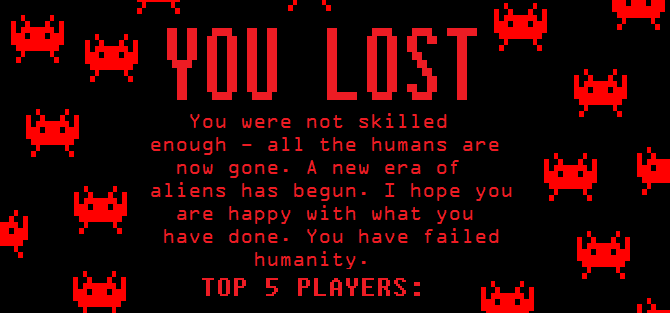 YOU LOST
You were not skilled
enough - all the humans are
now gone. A new era of
aliens has begun. I hope you
are happy with what you
have done. You have failed
humanity.
TOP 5 PLAYERS: